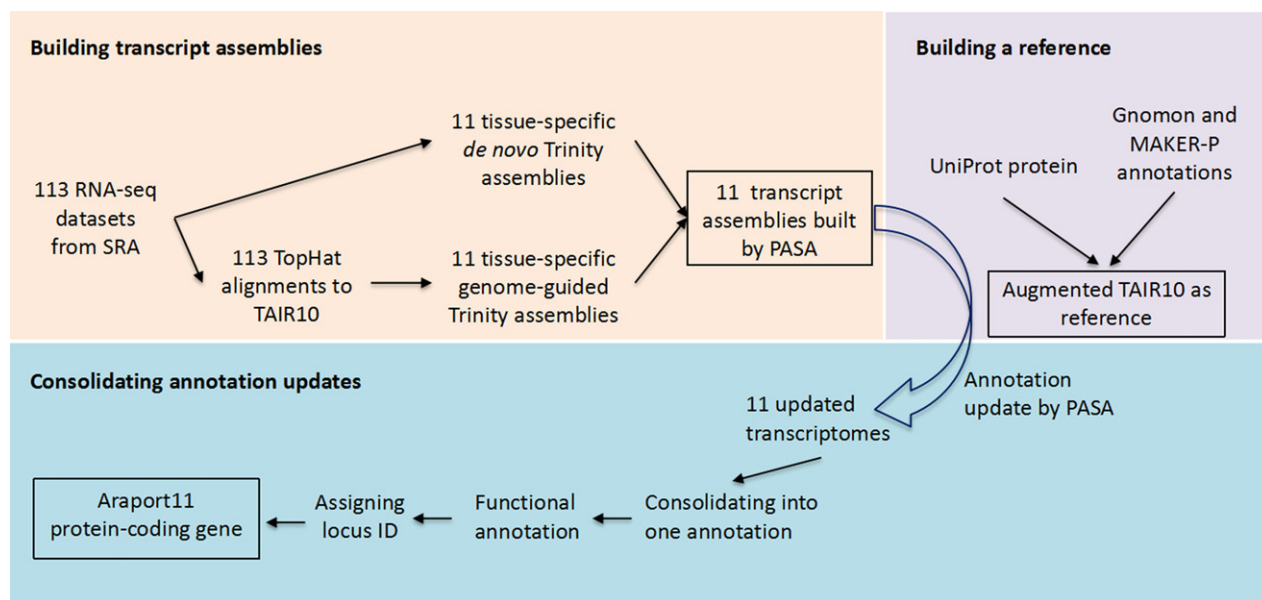 Building transcript assemblies
113 RNA-seq
datasets
from SRA
11 tissue-specific
de novo Trinity
assemblies
113 TopHat
alignments to
TAIR10
11 tissue-specific
genome-guided
Trinity assemblies
11 transcript
assemblies built
by PASA
Building a reference
UniProt protein
Gnomon and
MAKER-P
annotations
Augmented TAIR10 as
reference
Consolidating annotation updates
Annotation
update by PASA
11 updated
transcriptomes
Consolidating into
one annotation
Functional
annotation
Assigning
locus ID
Araport11
protein-coding gene